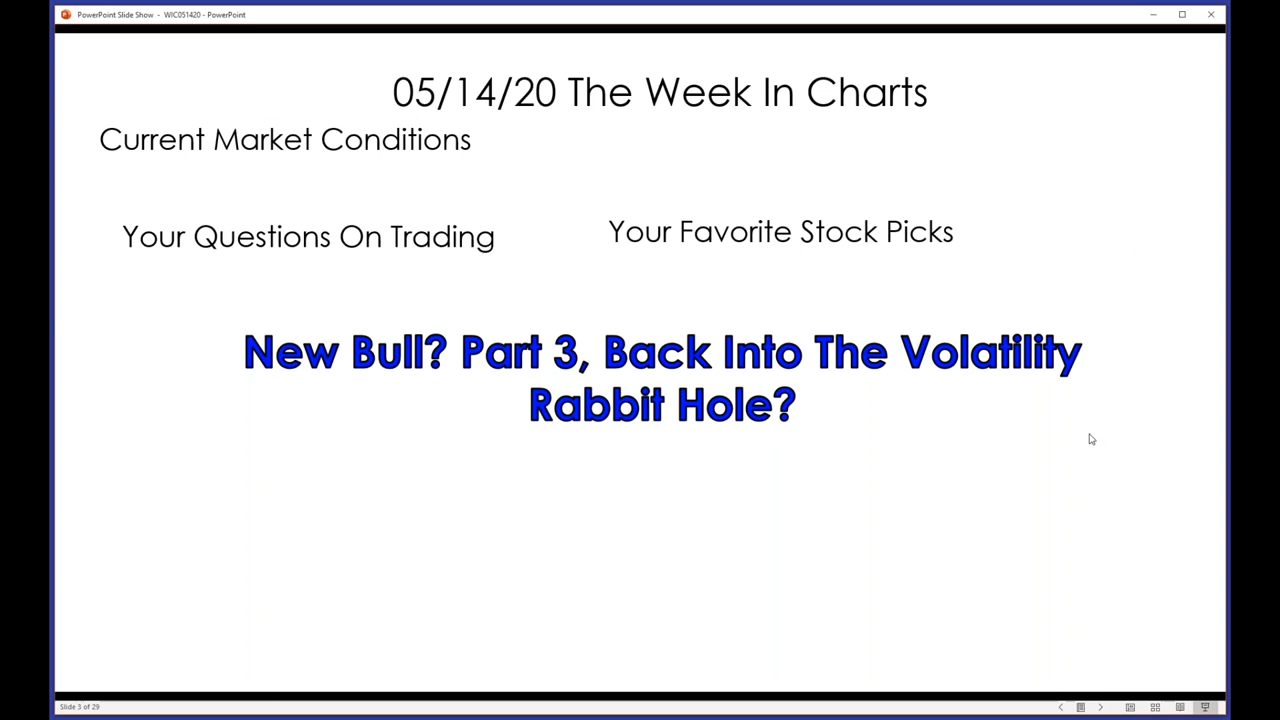 PowerPoint Slide Show - WIC051420 - PowerPoint
05/14/20 The Week In Charts
Current Market Conditions
Your Questions On Trading
Your Favorite Stock Picks
New Bull? Part 3, Back Into The Volatility
Rabbit Hole?
Slide 3 of 29